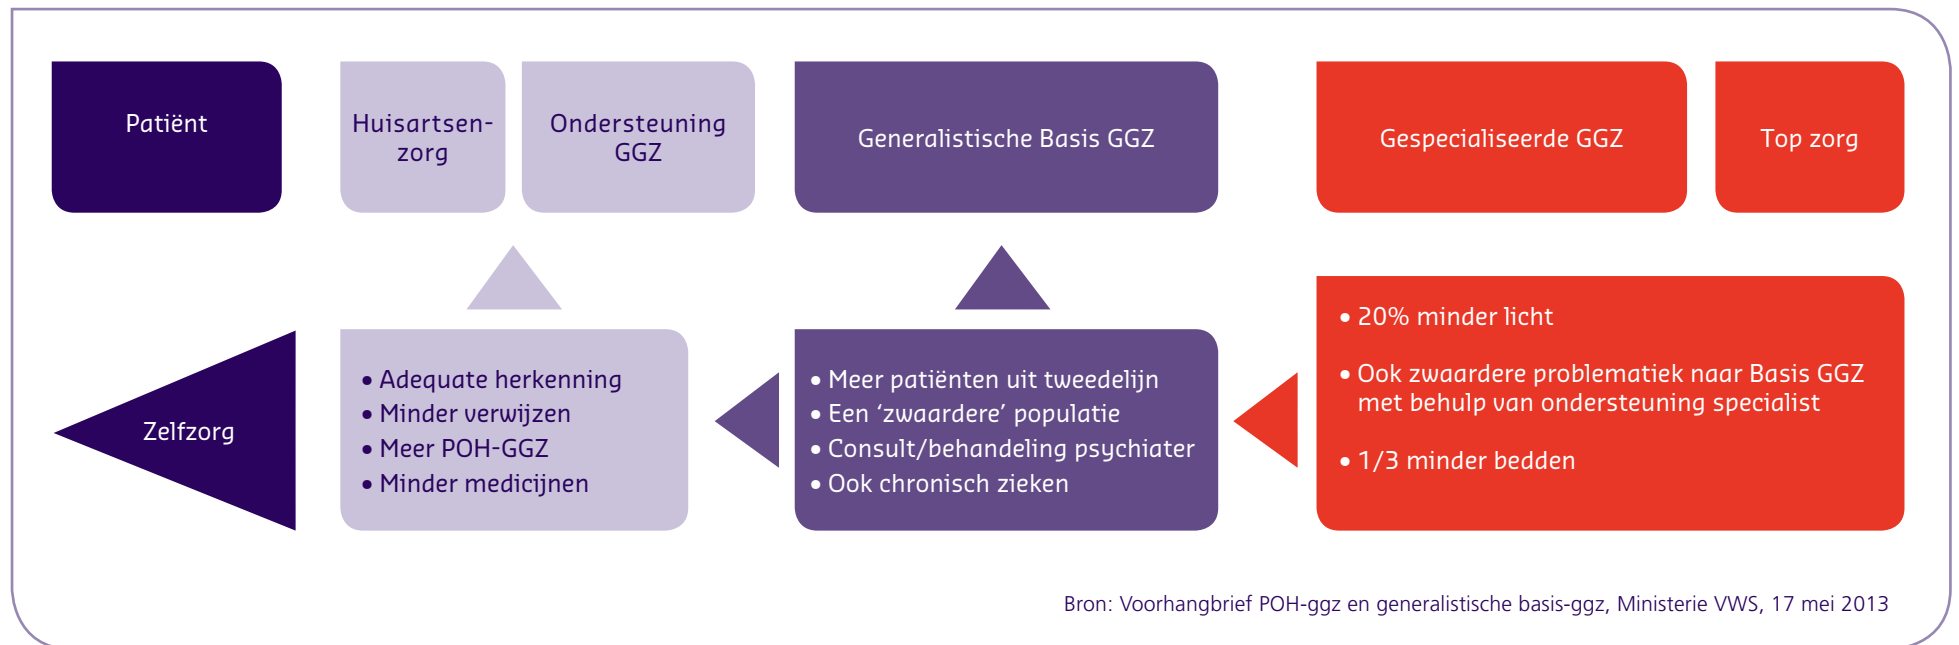 Patiënt
Huisartsen-
zorg
Ondersteuning
GGZ
Generalistische Basis GGZ
Gespecialiseerde GGZ
Top zorg
Zelfzorg
• Adequate herkenning
• Minder verwijzen
• Meer POH-GGZ
• Minder medicijnen
• Meer patiënten uit tweedelijn
• Een ‘zwaardere’ populatie
• Consult/behandeling psychiater
• Ook chronisch zieken
• 20% minder licht
• Ook zwaardere problematiek naar Basis GGZ
met behulp van ondersteuning specialist
• 1/3 minder bedden
Bron: Voorhangbrief POH-ggz en generalistische basis-ggz, Ministerie VWS, 17 mei 2013